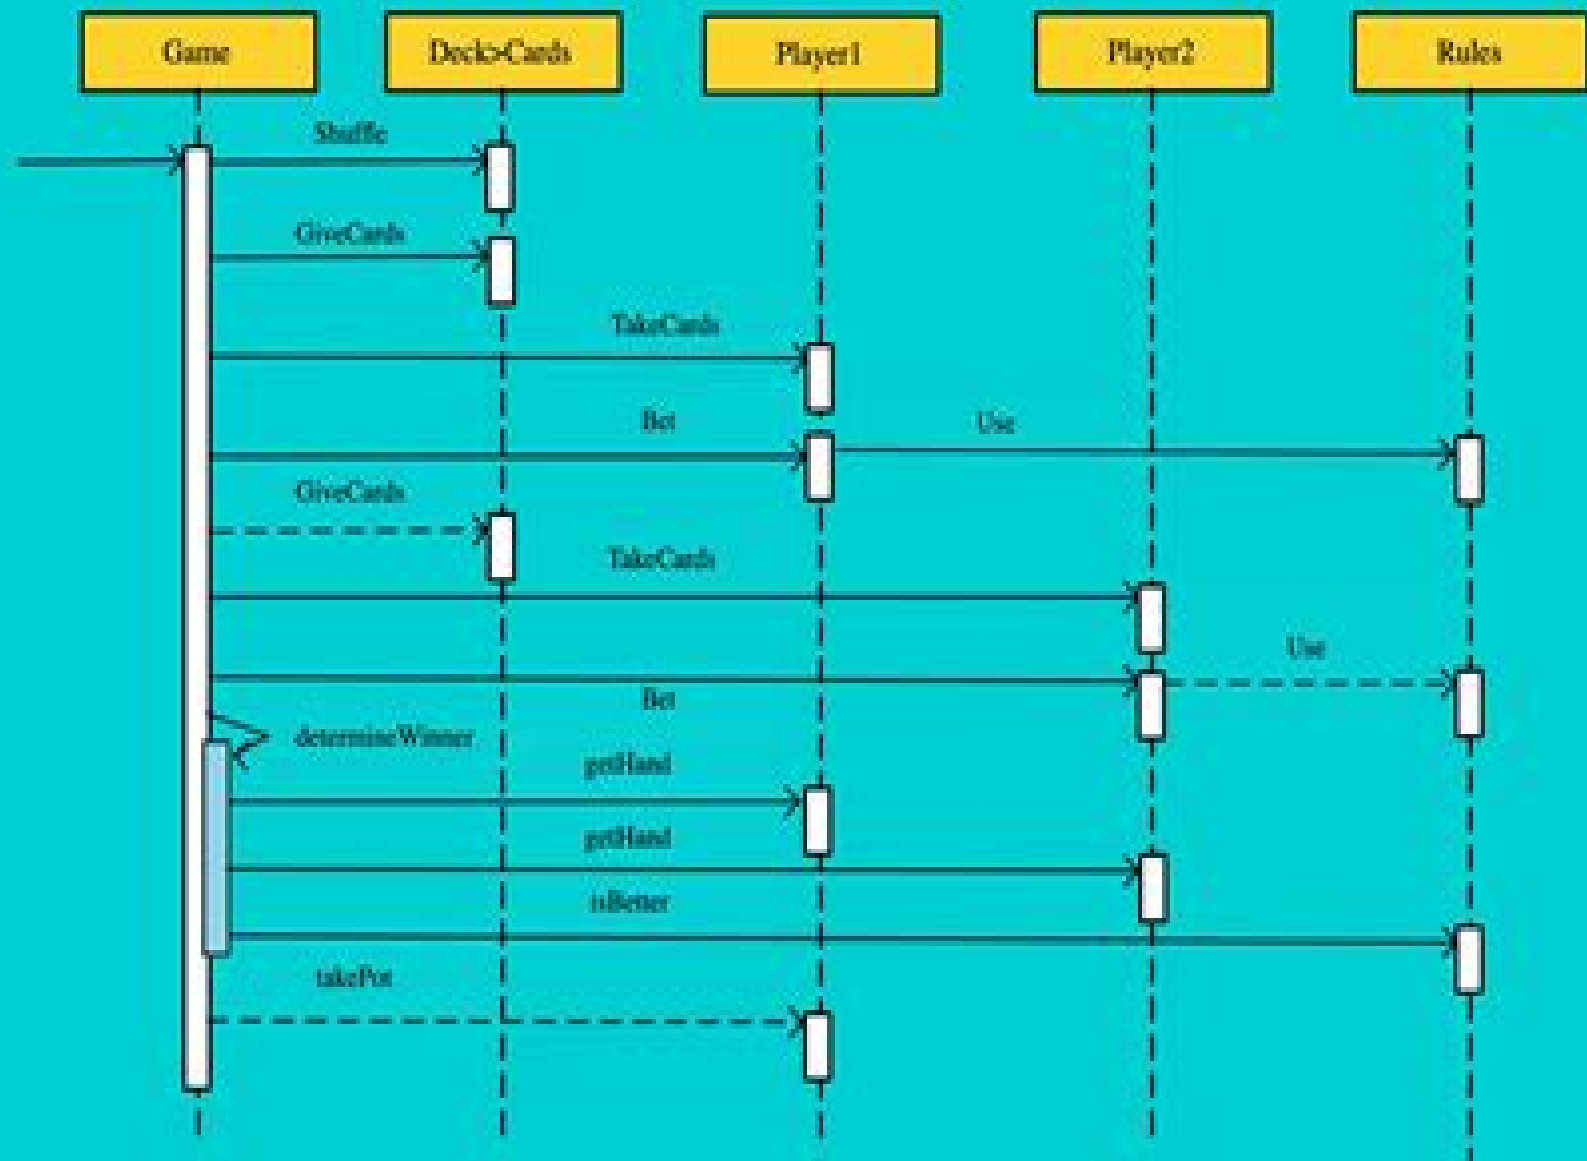 Game
Deck>Cards
Player1
Player2
Rules
Shuffle
GiveCards
TakeCards
Bet
Use
GiveCards
TakeCards
Use
Bet
determineWinner
getHand
getHand
isBetter
takePot